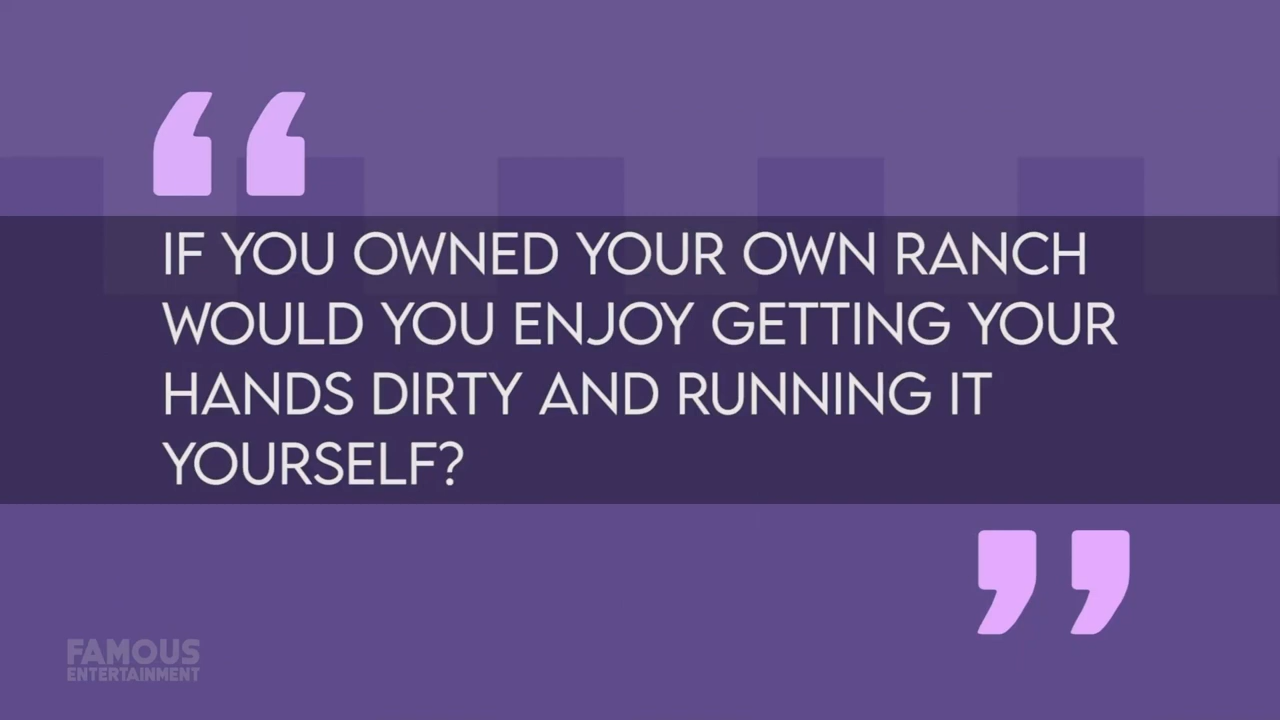 IF YOU OWNED YOUR OWN RANCH
WOULD YOU ENJOY GETTING YOUR
HANDS DIRTY AND RUNNING IT
YOURSELF?
FAMOUS
ENTERTAINMENT